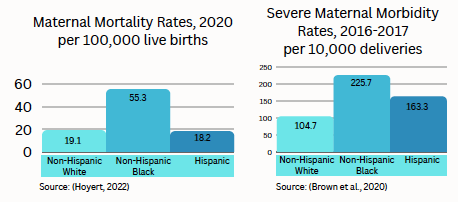 Maternal Mortality Rates, 2020
per 100,000 live births
60
40
20
0
55.3
19.1
18.2
Non-Hispanic
White
Non-Hispanic
Black
Hispanic
Source: (Hoyert, 2022)
Severe Maternal Morbidity
Rates, 2016-2017
per 10,000 deliveries
250
200
150
100
50
0
225.7
163.3
104.7
Non-Hispanic
White
Non-Hispanic
Black
Hispanic
Source: (Brown et al., 2020)